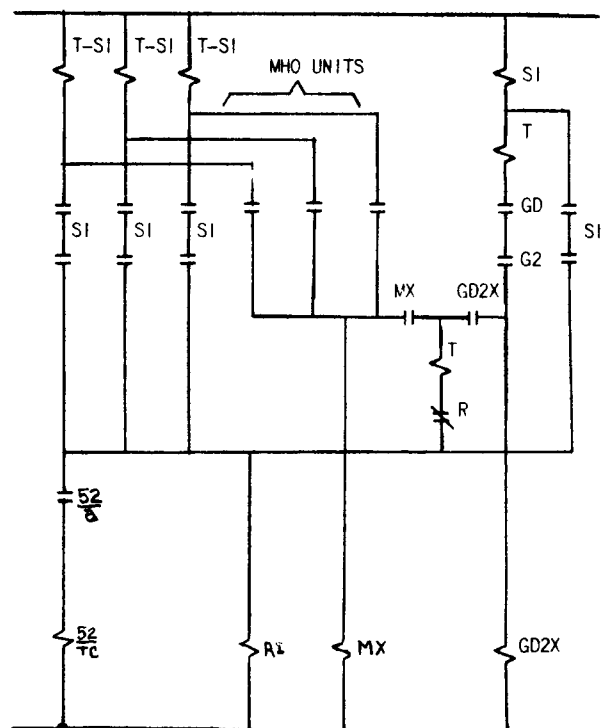 T-SI T-SI T-SI
MHO UNITS
SI
T
SI SI SI
GD
SI
G2
MX
GD2X
T
R
52
a
52
TC
MX
GD2X